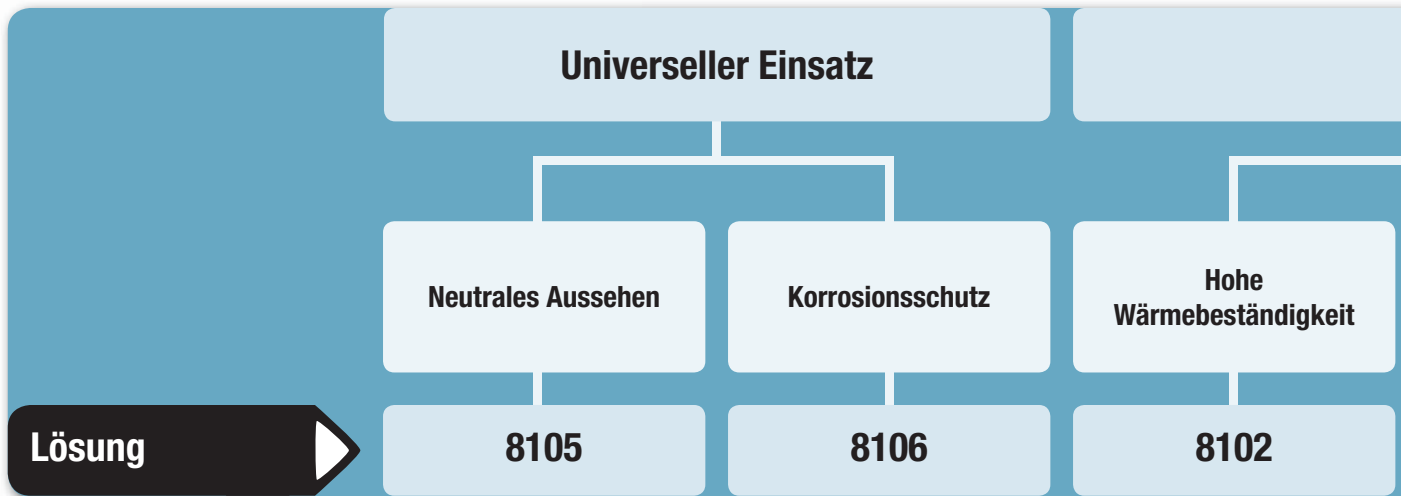 Universeller Einsatz
Neutrales Aussehen
Korrosionsschutz
Hohe
Wärmebeständigkeit
Lösung
8105
8106
8102